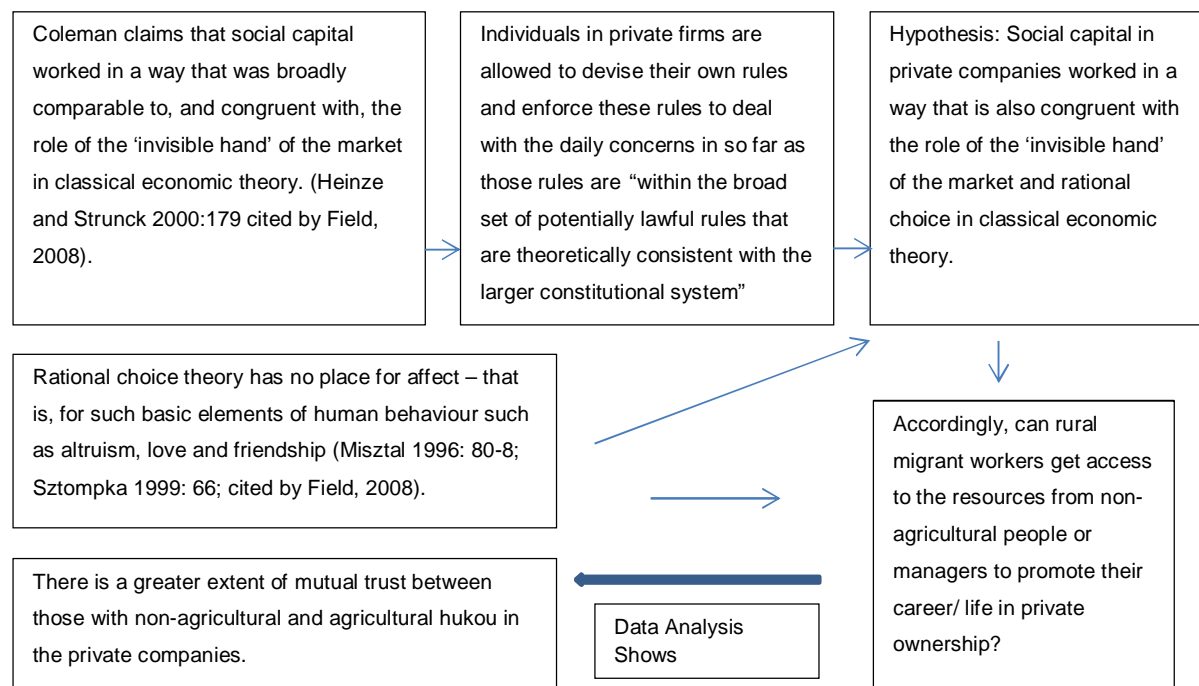 Coleman claims that social capital
worked in a way that was broadly
comparable to, and congruent with, the
role of the ‘invisible hand’ of the market
in classical economic theory. (Heinze
and Strunck 2000:179 cited by Field,
2008).
Individuals in private firms are
allowed to devise their own rules
and enforce these rules to deal
with the daily concerns in so far as
those rules are “within the broad
set of potentially lawful rules that
are theoretically consistent with the
larger constitutional system”
Hypothesis: Social capital in
private companies worked in a
way that is also congruent with
the role of the ‘invisible hand’
of the market and rational
choice in classical economic
theory.
Rational choice theory has no place for affect – that
is, for such basic elements of human behaviour such
as altruism, love and friendship (Misztal 1996: 80-8;
Sztompka 1999: 66; cited by Field, 2008).
Accordingly, can rural
migrant workers get access
to the resources from non-
agricultural people or
managers to promote their
career/ life in private
ownership?
There is a greater extent of mutual trust between
those with non-agricultural and agricultural hukou in
the private companies.
Data Analysis
Shows